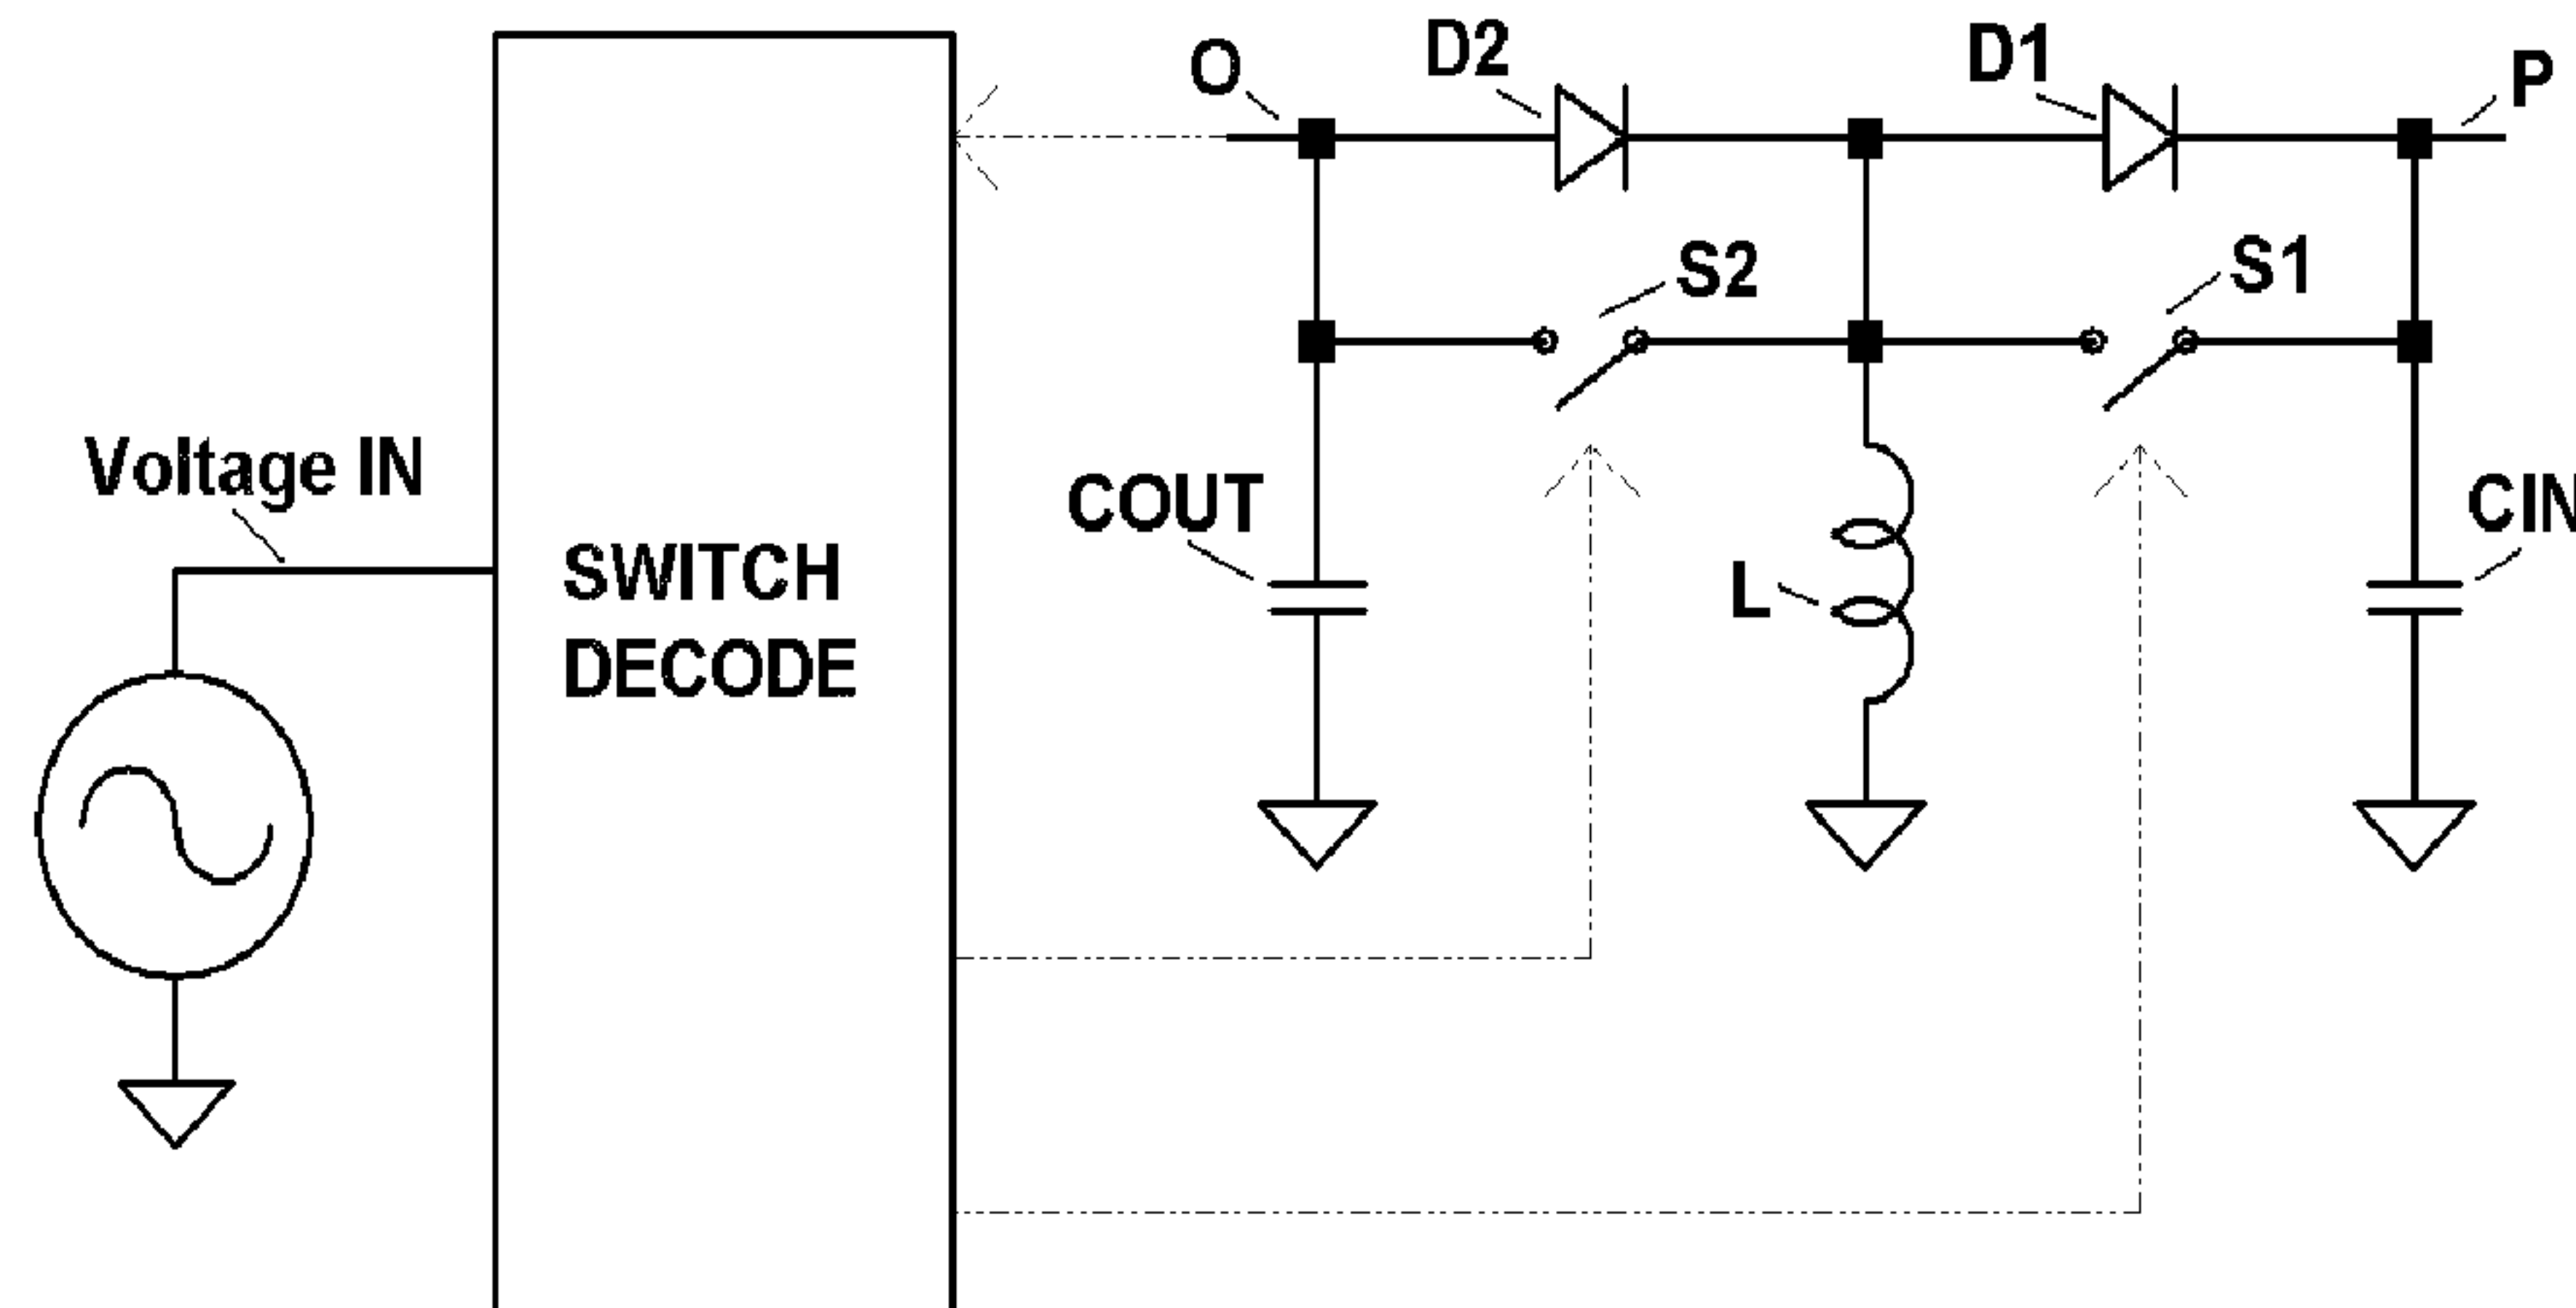 O
D2
D1
P
S2
S1
Voltage IN
COUT
CIN
SWITCH
DECODE
L